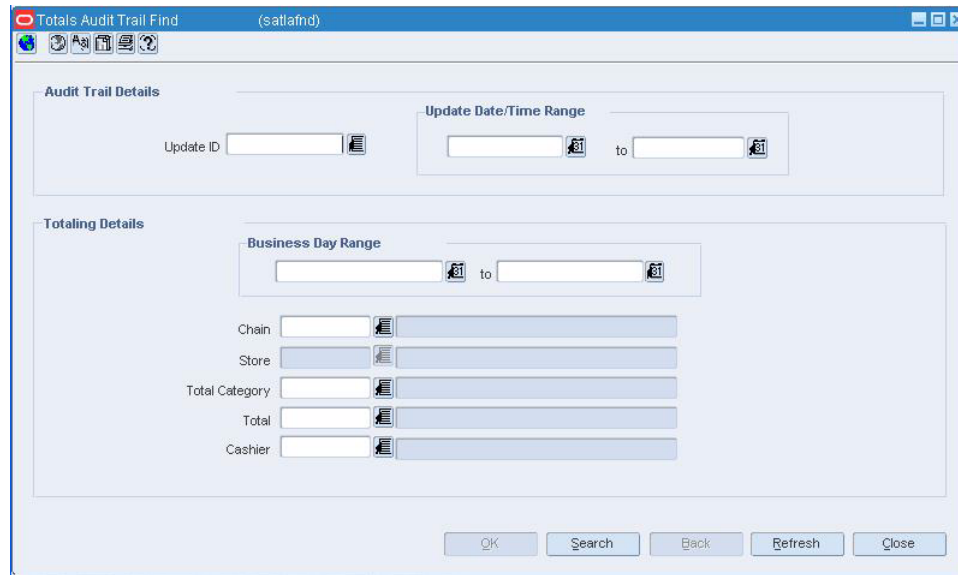 Totals Audit Trail Find (satlafnd)
Audit Trail Details
Update Date/Time Range
Update ID
to
Totaling Details
Business Day Range
to
Chain
Store
Total Category
Total
Cashier
OK Search Back Refresh Close